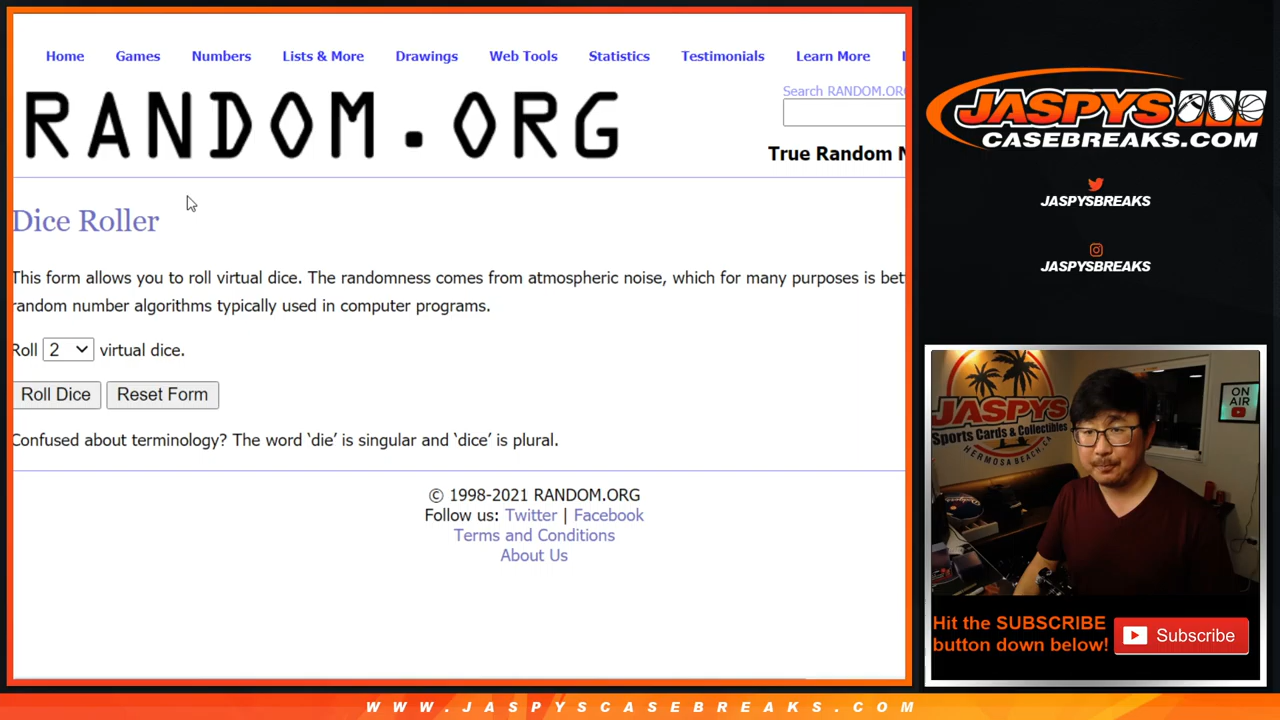 Home Games Numbers Lists & More Drawings Web Tools Statistics Testimonials Learn More
Search RANDOM.ORG
RANDOM.ORG
True Random N
Dice Roller
This form allows you to roll virtual dice. The randomness comes from atmospheric noise, which for many purposes is bet
random number algorithms typically used in computer programs.
Roll 2 virtual dice.
Roll Dice Reset Form
Confused about terminology? The word ‘die’ is singular and ‘dice’ is plural.
© 1998-2021 RANDOM.ORG
Follow us: Twitter | Facebook
Terms and Conditions
About Us
JASPYS
CASEBREAKS.COM
JASPYSBREAKS
JASPYSBREAKS
JASPYS
Sports Cards & Collectibles
HERMOSA BEACH, CA
ON
AIR
Hit the SUBSCRIBE
button down below!
Subscribe
WWW.JASPYSCASEBREAKS.COM